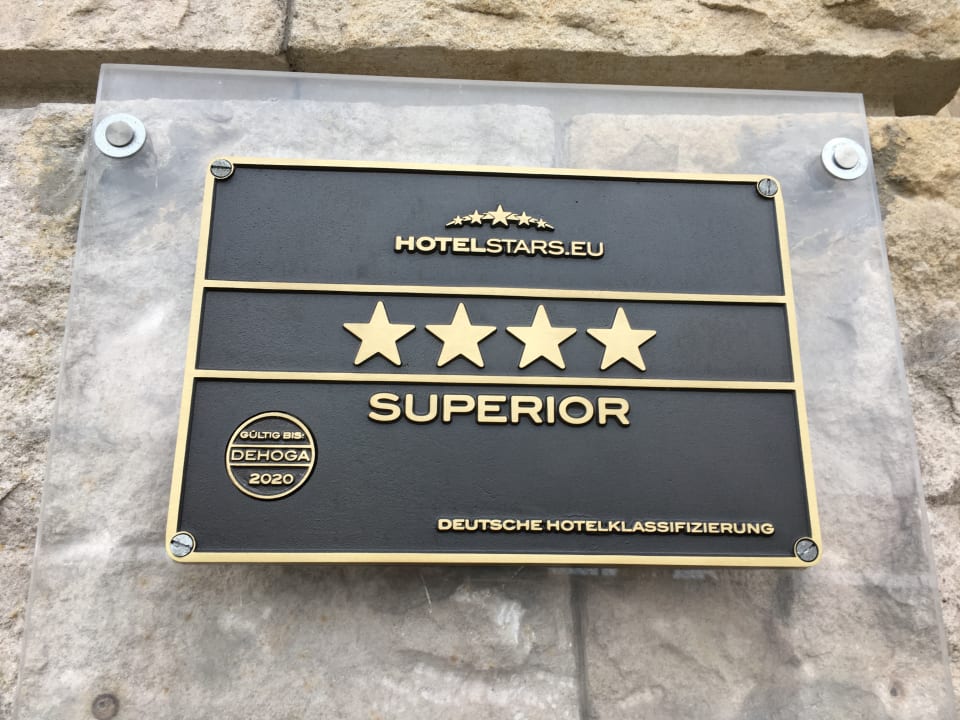 HOTELSTARS.EU
SUPERIOR
GÜLTIG BIS:
DEHOGA
2020
DEUTSCHE HOTELKLASSIFIZIERUNG